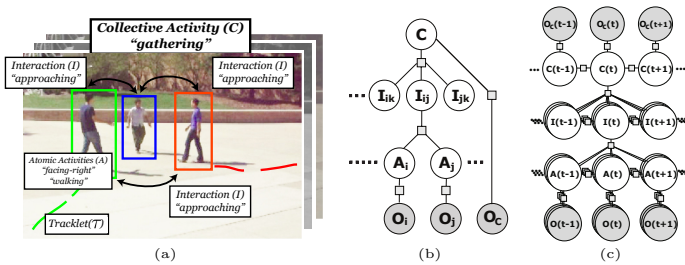 Collective Activity (C)
"gathering"
Interaction (I)
"approaching"
Interaction (I)
"approaching"
Atomic Activities (A)
"facing-right"
"walking"
Interaction (I)
"approaching"
Tracklet(𝒯)
(a)
C
I_ik I_ij I_jk
A_i A_j
O_i O_j O_C
(b)
O_C(t-1) O_C(t) O_C(t+1)
C(t-1) C(t) C(t+1)
I(t-1) I(t) I(t+1)
A(t-1) A(t) A(t+1)
O(t-1) O(t) O(t+1)
(c)